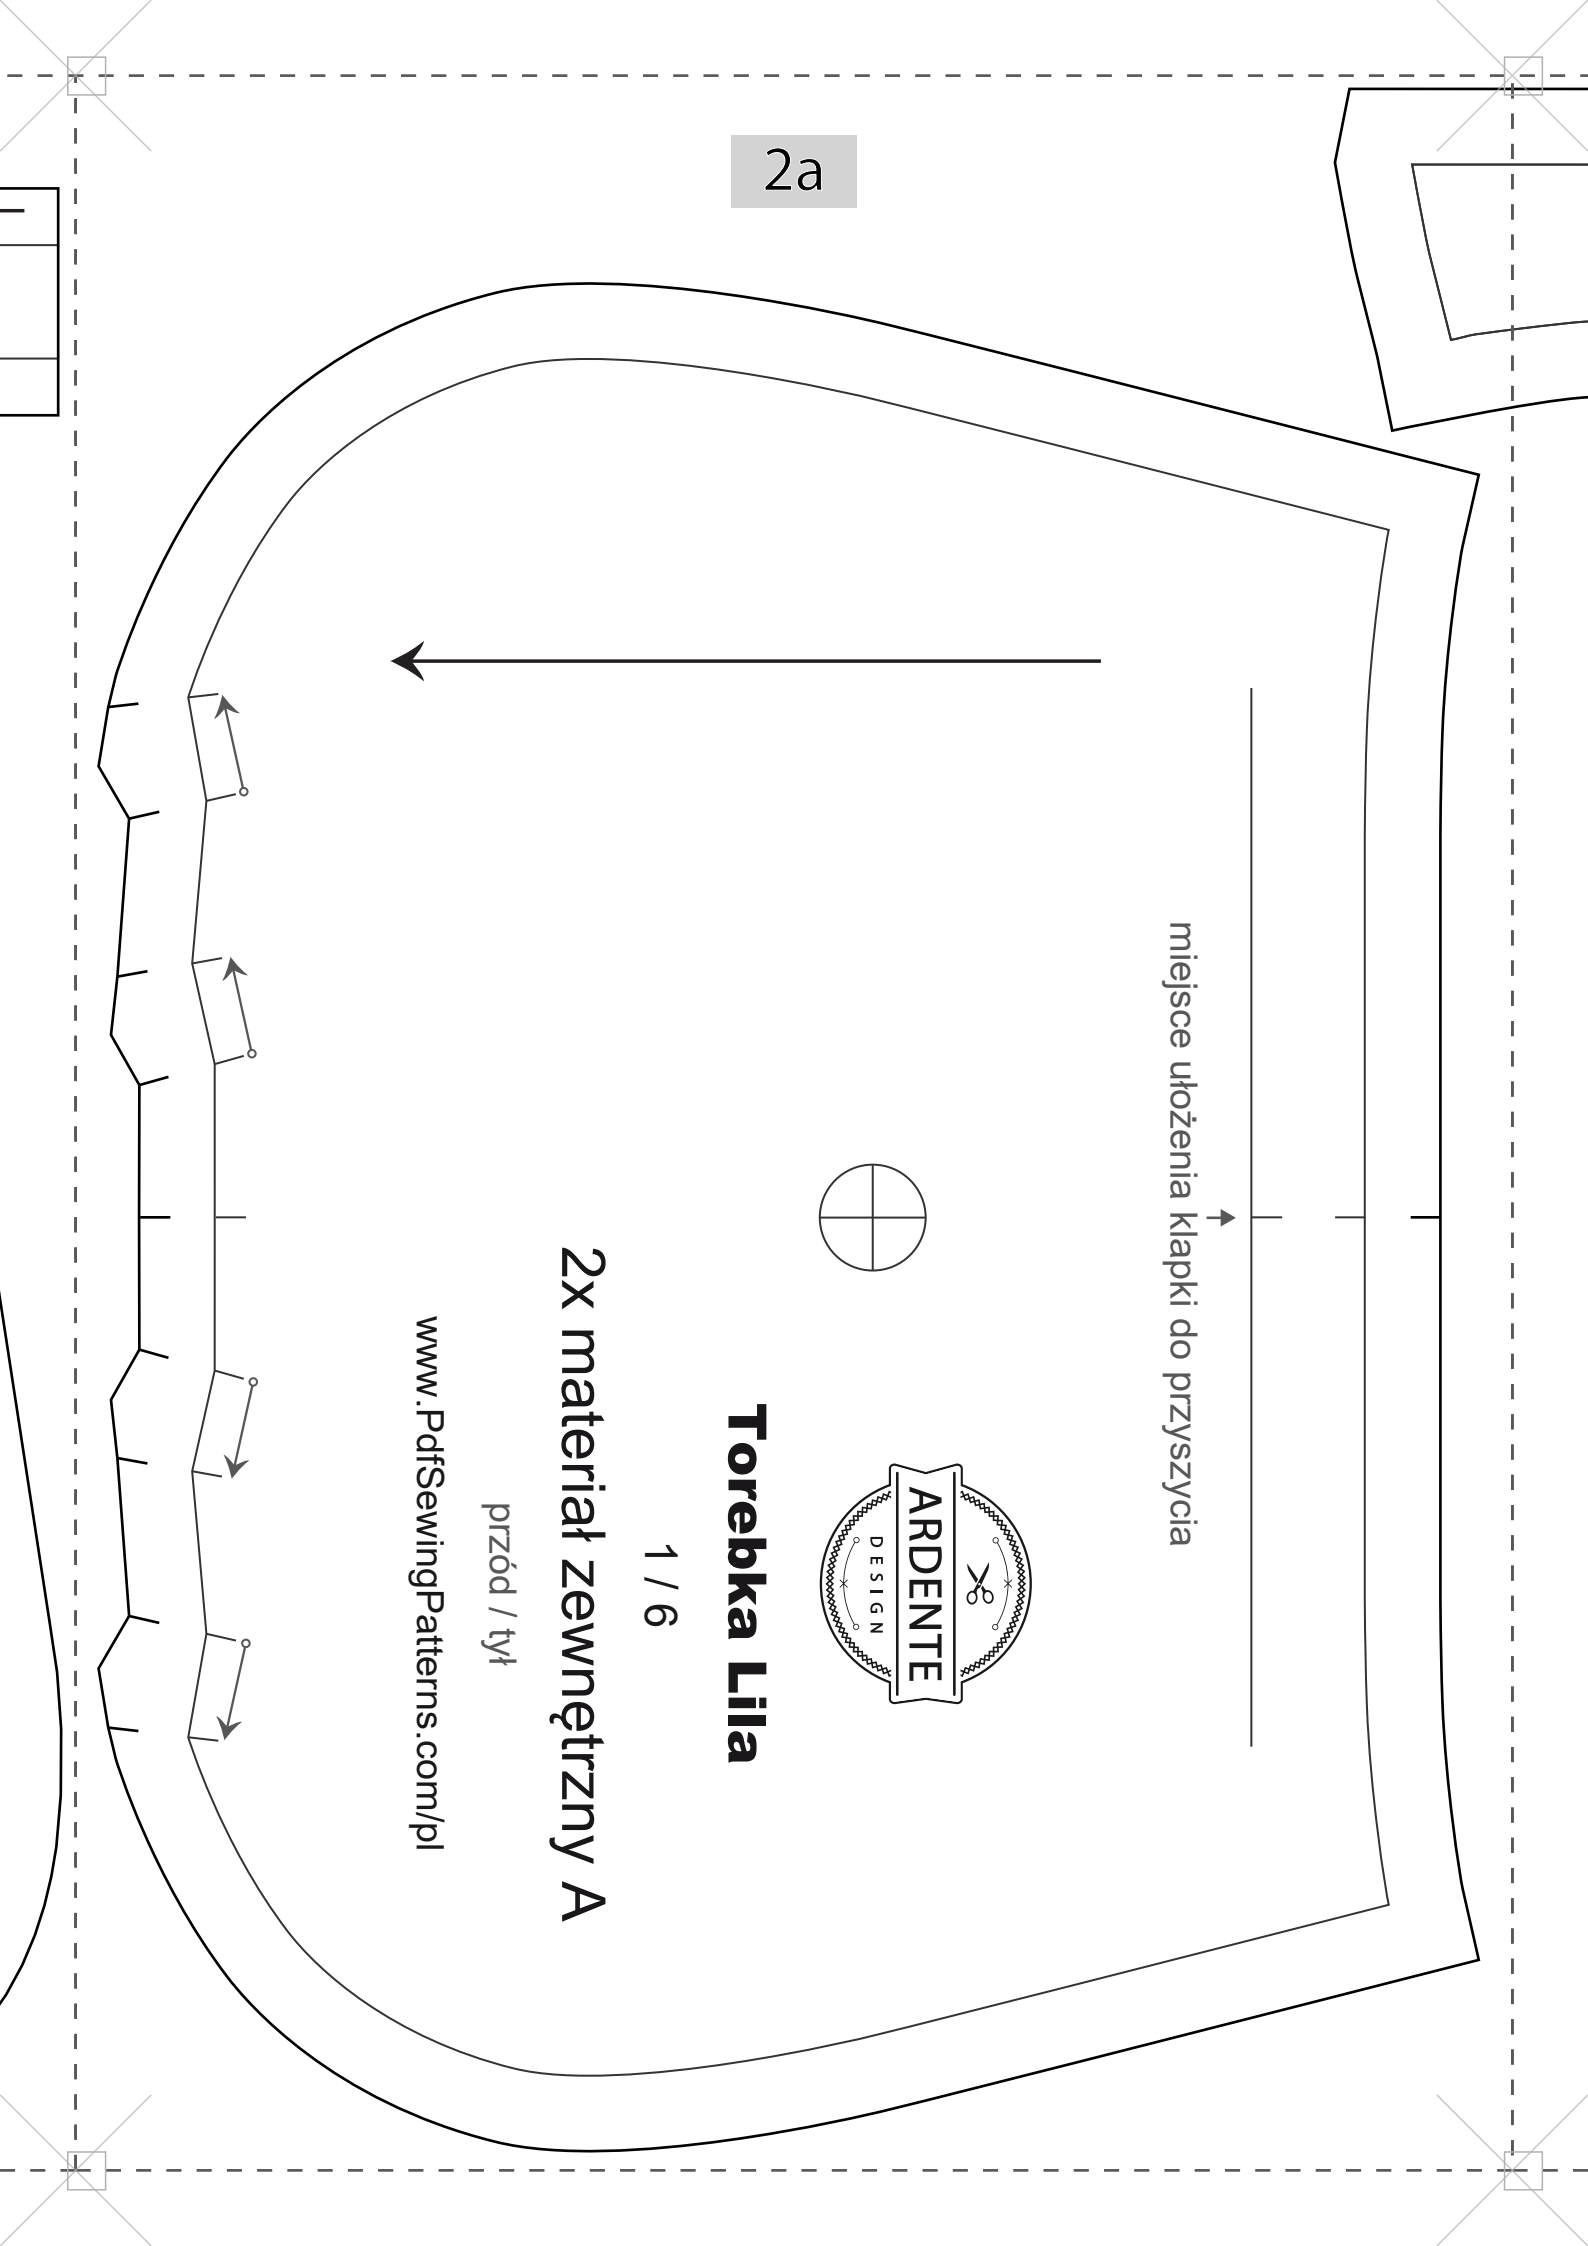 2a
miejsce ułożenia klapki do przyszycia
ARDENTE
DESIGN
Torebka Lila
1 / 6
2x materiał zewnętrzny A
przód / tył
www.PdfSewingPatterns.com/pl